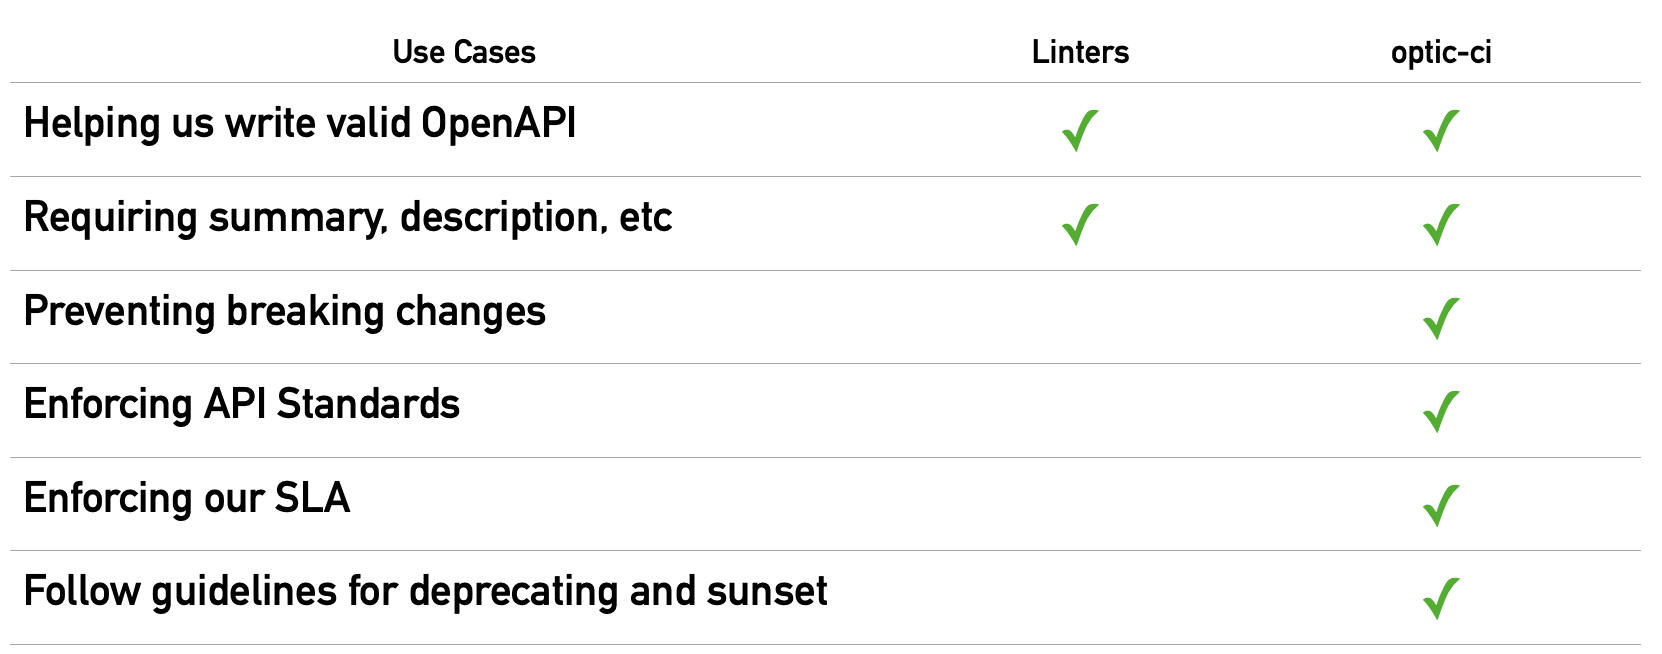 Use Cases Linters optic-ci
Helping us write valid OpenAPI ✓ ✓
Requiring summary, description, etc ✓ ✓
Preventing breaking changes ✓
Enforcing API Standards ✓
Enforcing our SLA ✓
Follow guidelines for deprecating and sunset ✓